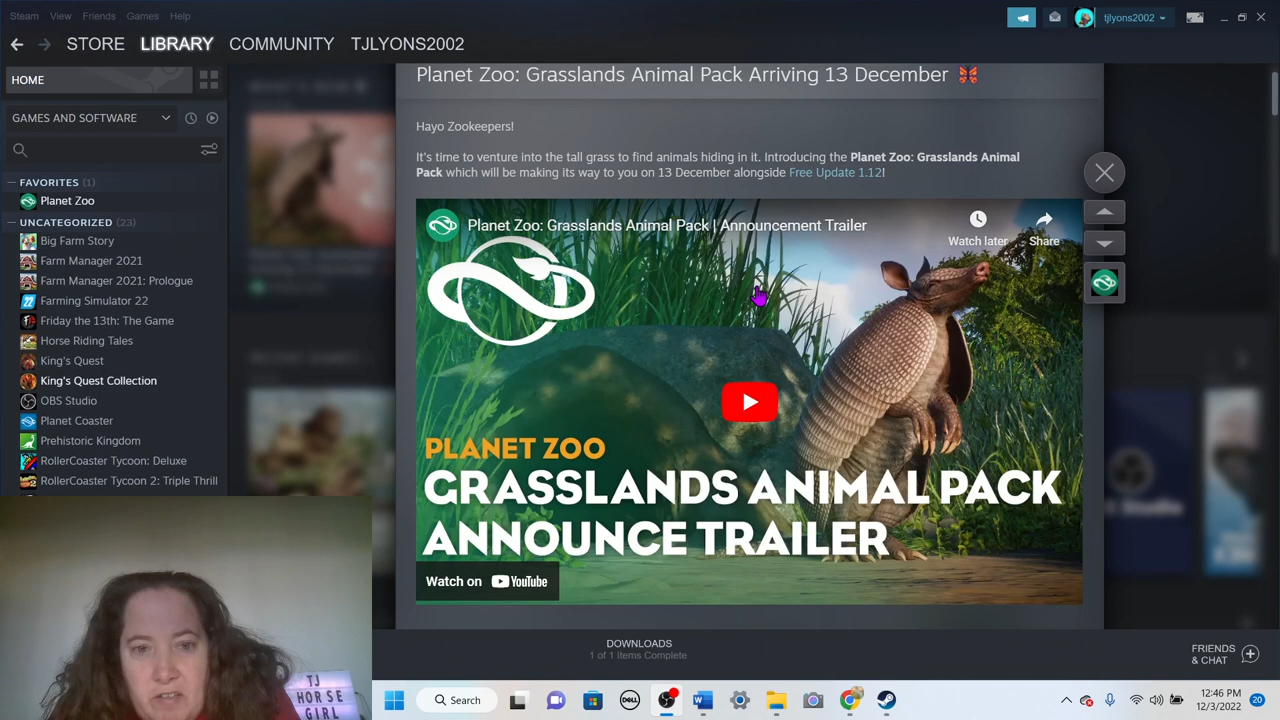 Steam View Friends Games Help
tjlyons2002
STORE LIBRARY COMMUNITY TJLYONS2002
HOME
GAMES AND SOFTWARE
FAVORITES (1)
Planet Zoo
UNCATEGORIZED (23)
Big Farm Story
Farm Manager 2021
Farm Manager 2021: Prologue
Farming Simulator 22
Friday the 13th: The Game
Horse Riding Tales
King's Quest
King's Quest Collection
OBS Studio
Planet Coaster
Prehistoric Kingdom
RollerCoaster Tycoon: Deluxe
RollerCoaster Tycoon 2: Triple Thrill
Planet Zoo: Grasslands Animal Pack Arriving 13 December
Hayo Zookeepers!
It's time to venture into the tall grass to find animals hiding in it. Introducing the Planet Zoo: Grasslands Animal
Pack which will be making its way to you on 13 December alongside Free Update 1.12!
Planet Zoo: Grasslands Animal Pack | Announcement Trailer
Watch later Share
PLANET ZOO
GRASSLANDS ANIMAL PACK
ANNOUNCE TRAILER
Watch on YouTube
DOWNLOADS
1 of 1 Items Complete
FRIENDS
& CHAT
TJ
HORSE
GIRL
Search
DELL
12:46 PM
12/3/2022
20